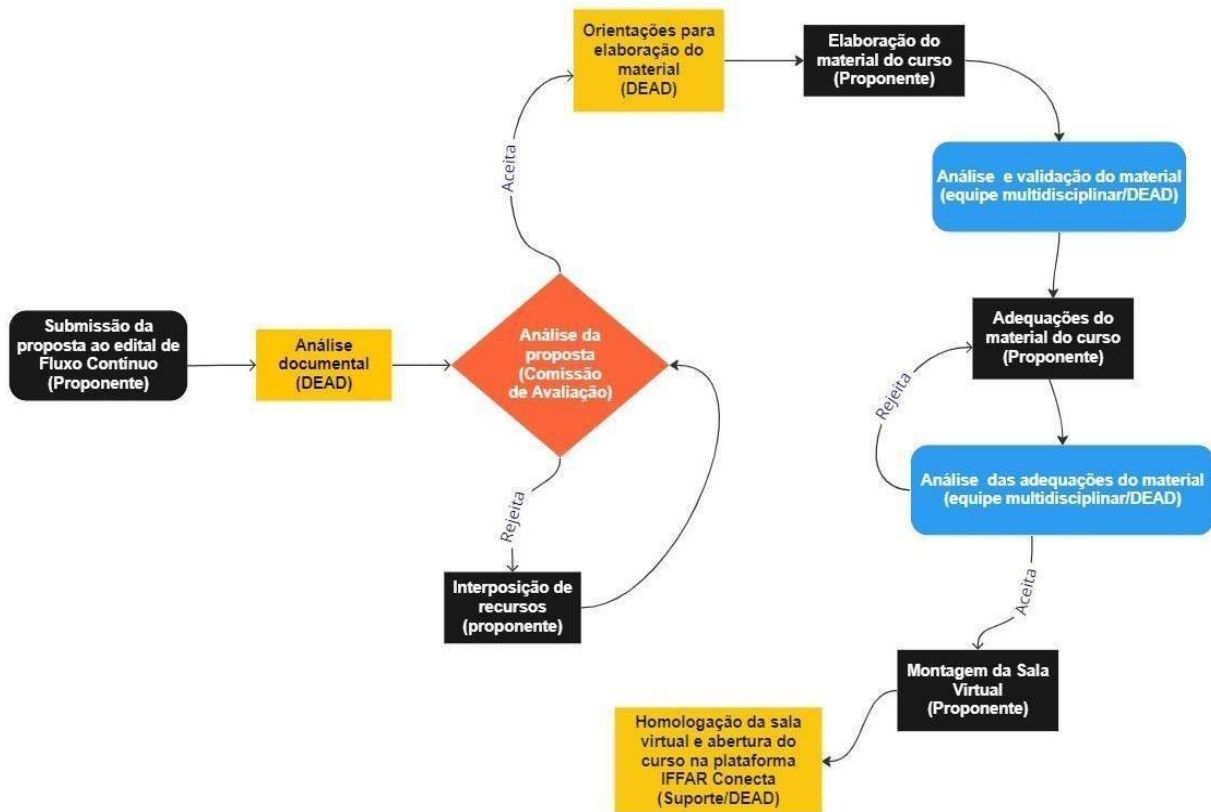 Submissão da
proposta ao edital de
Fluxo Contínuo
(Proponente)
Análise
documental
(DEAD)
Análise da
proposta
(Comissão
de Avaliação)
Rejeita
Interposição de
recursos
(proponente)
Aceita
Orientações para
elaboração do
material
(DEAD)
Elaboração do
material do curso
(Proponente)
Análise e validação do material
(equipe multidisciplinar/DEAD)
Adequações do
material do curso
(Proponente)
Rejeita
Análise das adequações do material
(equipe multidisciplinar/DEAD)
Aceita
Montagem da Sala
Virtual
(Proponente)
Homologação da sala
virtual e abertura do
curso na plataforma
IFFAR Conecta
(Suporte/DEAD)